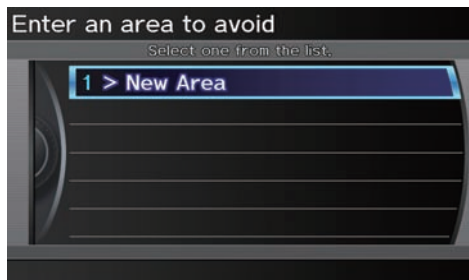 Enter an area to avoid
Select one from the list.
1 > New Area